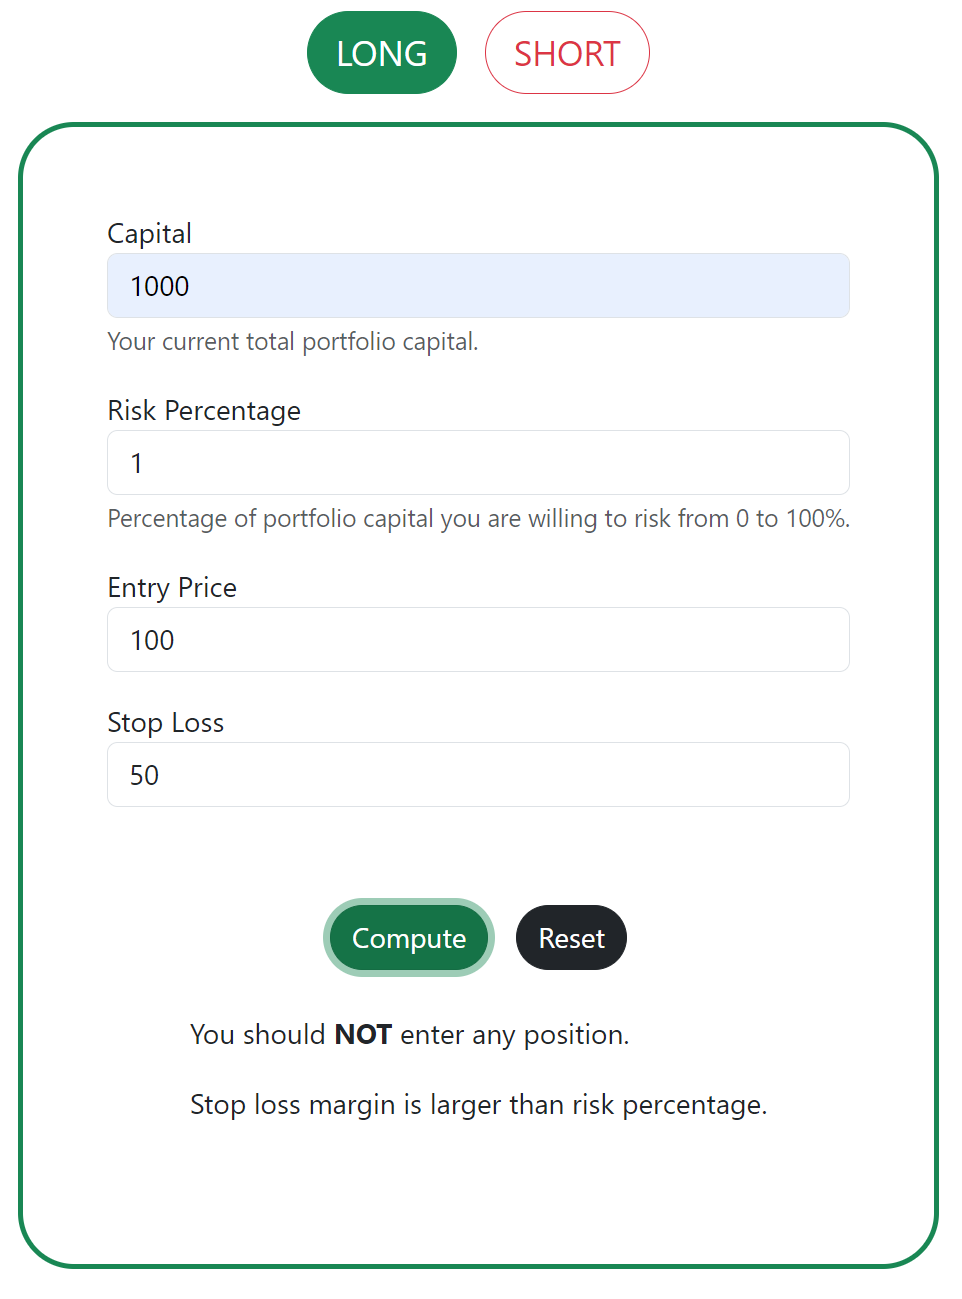 LONG SHORT
Capital
1000
Your current total portfolio capital.
Risk Percentage
1
Percentage of portfolio capital you are willing to risk from 0 to 100%.
Entry Price
100
Stop Loss
50
Compute Reset
You should NOT enter any position.
Stop loss margin is larger than risk percentage.